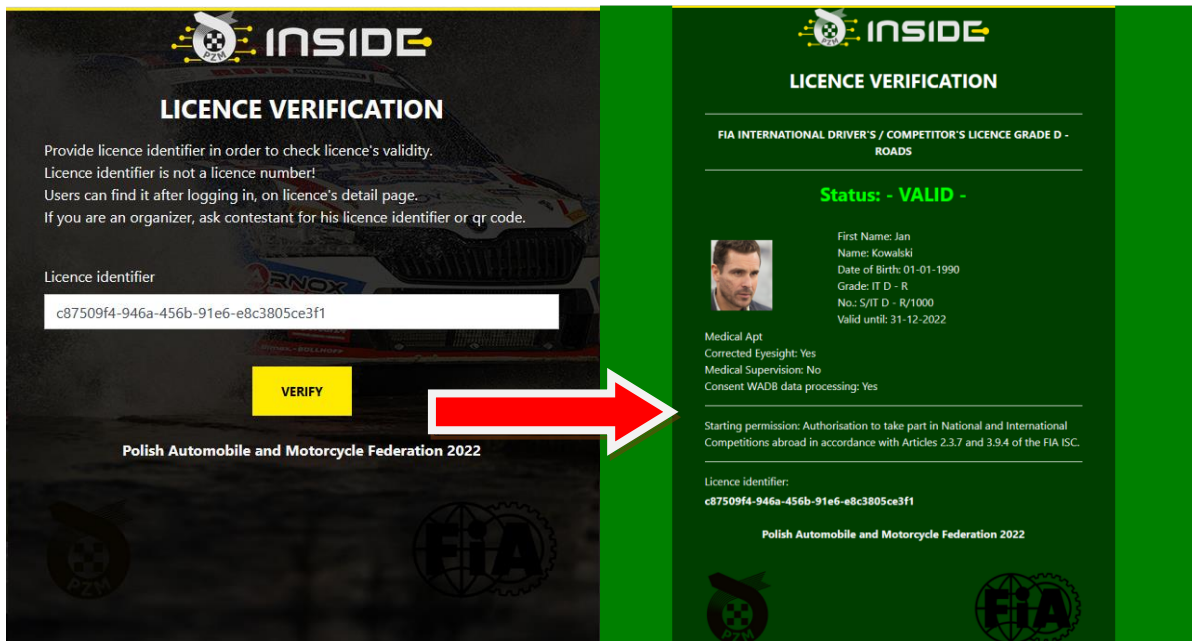 PZM INSIDE
LICENCE VERIFICATION
Provide licence identifier in order to check licence's validity.
Licence identifier is not a licence number!
Users can find it after logging in, on licence's detail page.
If you are an organizer, ask contestant for his licence identifier or qr code.
Licence identifier
c87509f4-946a-456b-91e6-e8c3805ce3f1
VERIFY
Polish Automobile and Motorcycle Federation 2022
PZM
FiA
PZM INSIDE
LICENCE VERIFICATION
FIA INTERNATIONAL DRIVER'S / COMPETITOR'S LICENCE GRADE D -
ROADS
Status: - VALID -
First Name: Jan
Name: Kowalski
Date of Birth: 01-01-1990
Grade: IT D - R
No.: S/IT D - R/1000
Valid until: 31-12-2022
Medical Apt
Corrected Eyesight: Yes
Medical Supervision: No
Consent WADB data processing: Yes
Starting permission: Authorisation to take part in National and International
Competitions abroad in accordance with Articles 2.3.7 and 3.9.4 of the FIA ISC.
Licence identifier:
c87509f4-946a-456b-91e6-e8c3805ce3f1
Polish Automobile and Motorcycle Federation 2022
PZM
FiA